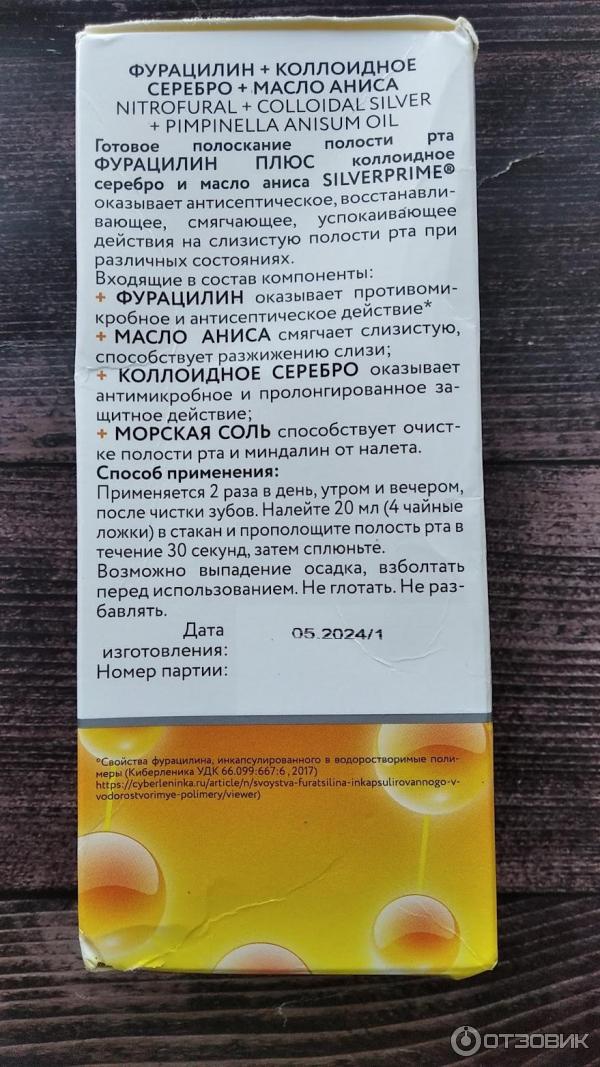 ФУРАЦИЛИН + КОЛЛОИДНОЕ
СЕРЕБРО + МАСЛО АНИСА
NITROFURAL + COLLOIDAL SILVER
+ PIMPINELLA ANISUM OIL
Готовое полоскание полости рта
ФУРАЦИЛИН ПЛЮС коллоидное
серебро и масло аниса SILVERPRIME®
оказывает антисептическое, восстанавли-
вающее, смягчающее, успокаивающее
действия на слизистую полости рта при
различных состояниях.
Входящие в состав компоненты:
+ ФУРАЦИЛИН оказывает противоми-
кробное и антисептическое действие*
+ МАСЛО АНИСА смягчает слизистую,
способствует разжижению слизи;
+ КОЛЛОИДНОЕ СЕРЕБРО оказывает
антимикробное и пролонгированное за-
щитное действие;
+ МОРСКАЯ СОЛЬ способствует очист-
ке полости рта и миндалин от налета.
Способ применения:
Применяется 2 раза в день, утром и вечером,
после чистки зубов. Налейте 20 мл (4 чайные
ложки) в стакан и прополощите полость рта в
течение 30 секунд, затем сплюньте.
Возможно выпадение осадка, взболтать
перед использованием. Не глотать. Не раз-
бавлять.
Дата
изготовления: 05.2024/1
Номер партии:
*Свойства фурацилина, инкапсулированного в водорастворимые поли-
меры (Киберленика УДК 66.099:667:6 , 2017)
https://cyberleninka.ru/article/n/svoystva-furatsilina-inkapsulirovannogo-v-
vodorostvorimye-polimery/viewer)
ОТЗОВИК